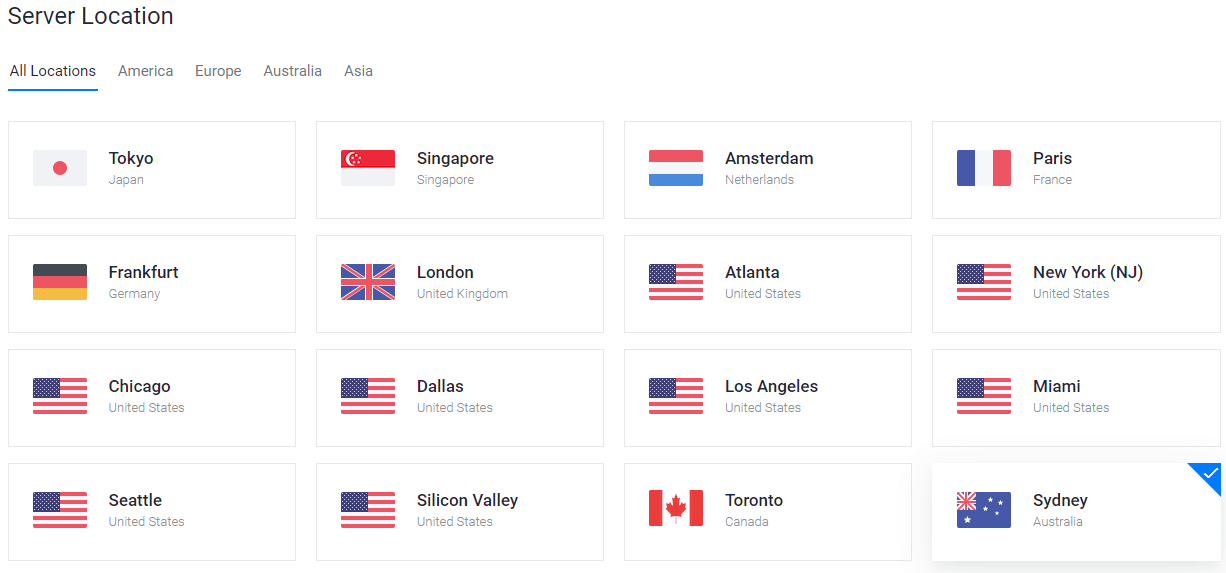 Server Location
All Locations America Europe Australia Asia
Tokyo
Japan
Singapore
Singapore
Amsterdam
Netherlands
Paris
France
Frankfurt
Germany
London
United Kingdom
Atlanta
United States
New York (NJ)
United States
Chicago
United States
Dallas
United States
Los Angeles
United States
Miami
United States
Seattle
United States
Silicon Valley
United States
Toronto
Canada
Sydney
Australia